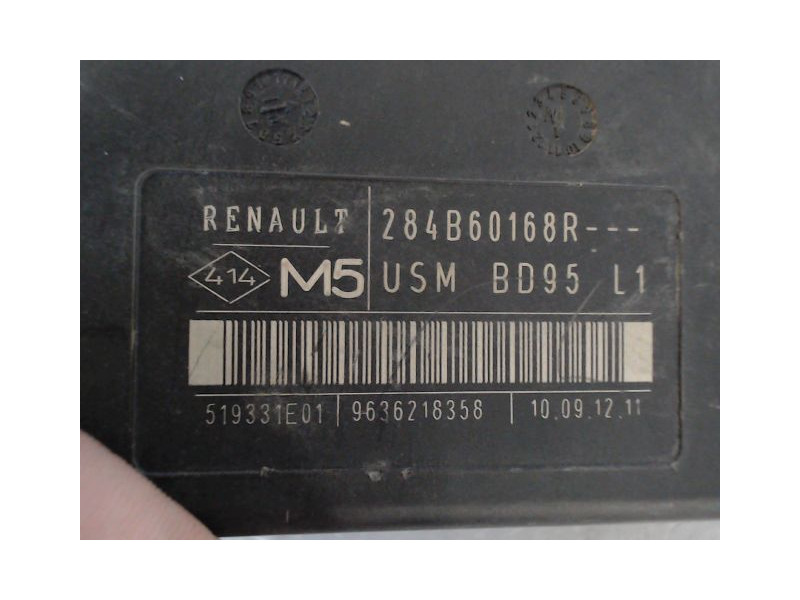 RENAULT 284B60168R---
414 M5 USM BD95 L1
519331E01 9636218358 10.09.12.11